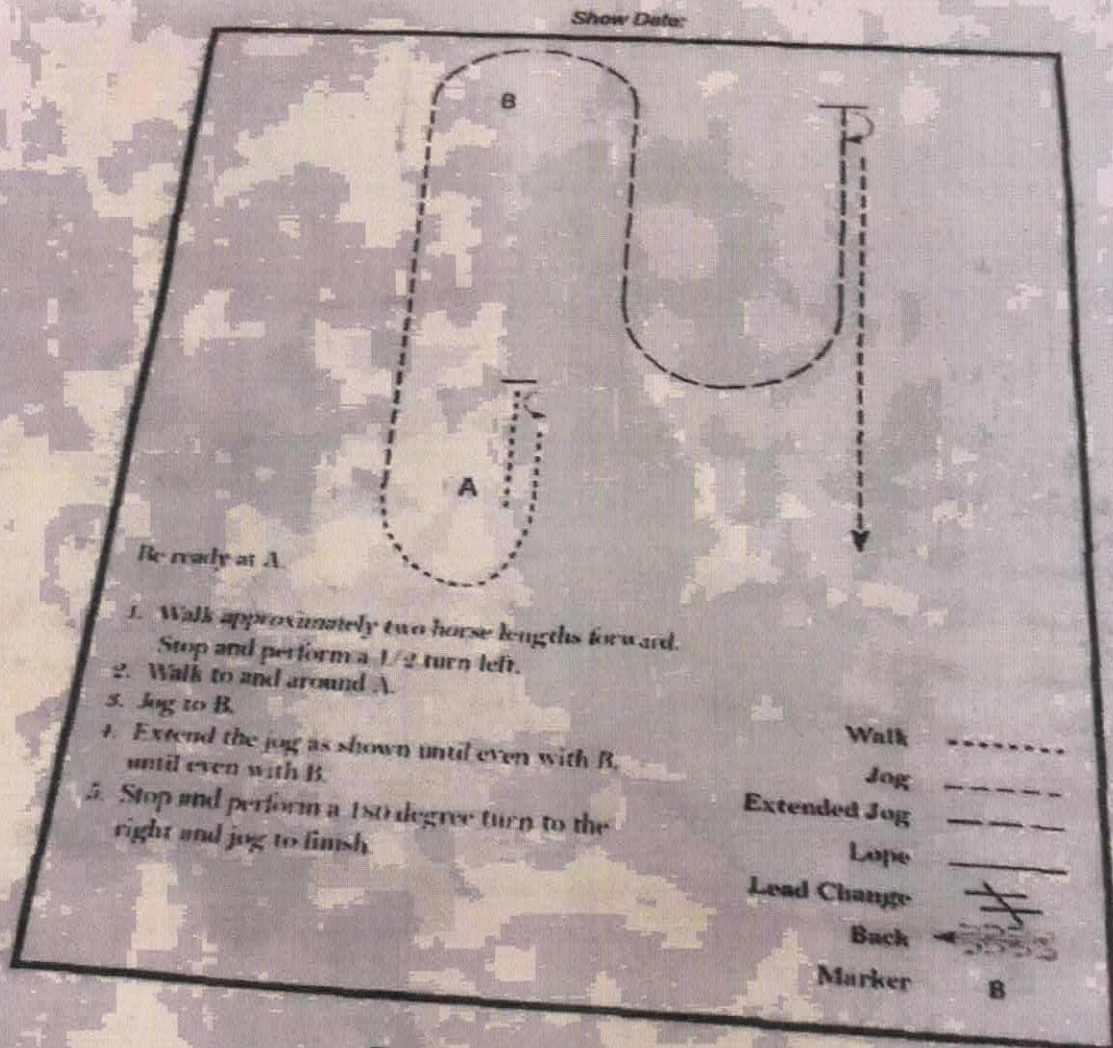 Show Date:
B
A
Be ready at A.
1. Walk approximately two horse lengths forward.
Stop and perform a 1/2 turn left.
2. Walk to and around A.
3. Jog to B.
4. Extend the jog as shown until even with B.
until even with B.
5. Stop and perform a 180 degree turn to the
right and jog to finish
Walk
Jog
Extended Jog
Lope
Lead Change
Back
Marker B